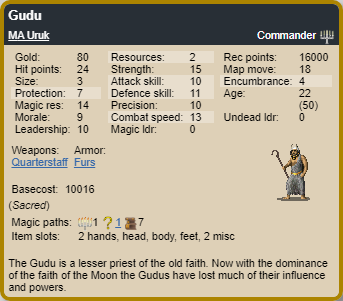 Gudu
MA Uruk Commander
Gold: 80 Resources: 2 Rec points: 16000
Hit points: 24 Strength: 15 Map move: 18
Size: 3 Attack skill: 10 Encumbrance: 4
Protection: 7 Defence skill: 11 Age: 22
Magic res: 14 Precision: 10 (50)
Morale: 9 Combat speed: 13 Undead ldr: 0
Leadership: 10 Magic ldr: 0
Weapons: Armor:
Quarterstaff Furs
Basecost: 10016
(Sacred)
Magic paths: 1 ? 1 7
Item slots: 2 hands, head, body, feet, 2 misc
The Gudu is a lesser priest of the old faith. Now with the dominance
of the faith of the Moon the Gudus have lost much of their influence
and powers.